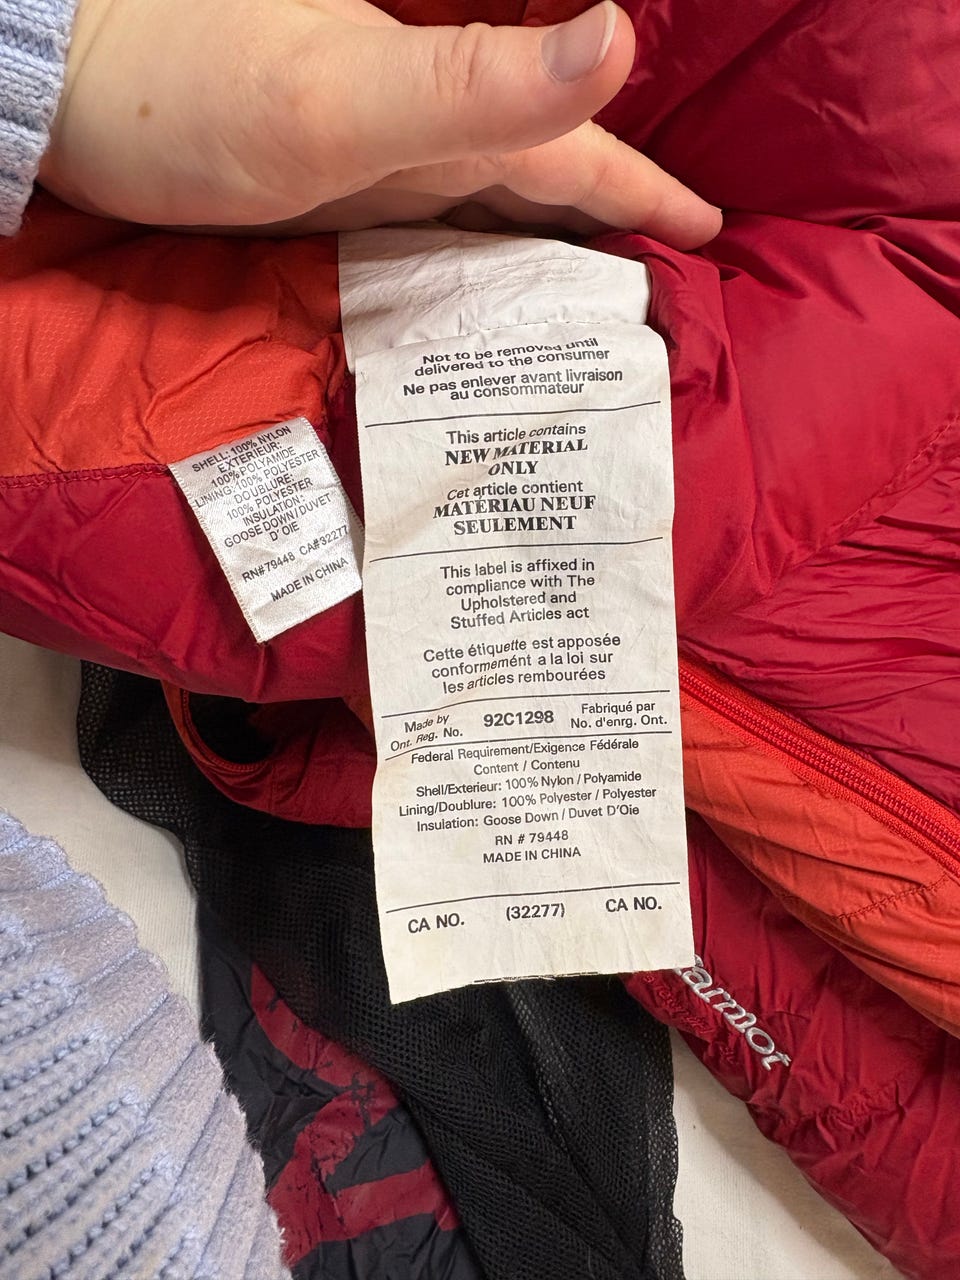 SHELL: 100% NYLON
EXTERIEUR:
100% POLYAMIDE
LINING: 100% POLYESTER
DOUBLURE:
100% POLYESTER
INSULATION:
GOOSE DOWN/DUVET
D'OIE
RN#79448 CA#32277
MADE IN CHINA
Not to be removed until
delivered to the consumer
Ne pas enlever avant livraison
au consommateur
This article contains
NEW MATERIAL
ONLY
Cet article contient
MATÉRIAU NEUF
SEULEMENT
This label is affixed in
compliance with The
Upholstered and
Stuffed Articles act
Cette étiquette est apposée
conformément a la loi sur
les articles rembourées
Made by
Ont. Reg. No.
92C1298
Fabriqué par
No. d'enrg. Ont.
Federal Requirement/Exigence Fédérale
Content / Contenu
Shell/Exterieur: 100% Nylon / Polyamide
Lining/Doublure: 100% Polyester / Polyester
Insulation: Goose Down / Duvet D'Oie
RN # 79448
MADE IN CHINA
CA NO. (32277) CA NO.
armot